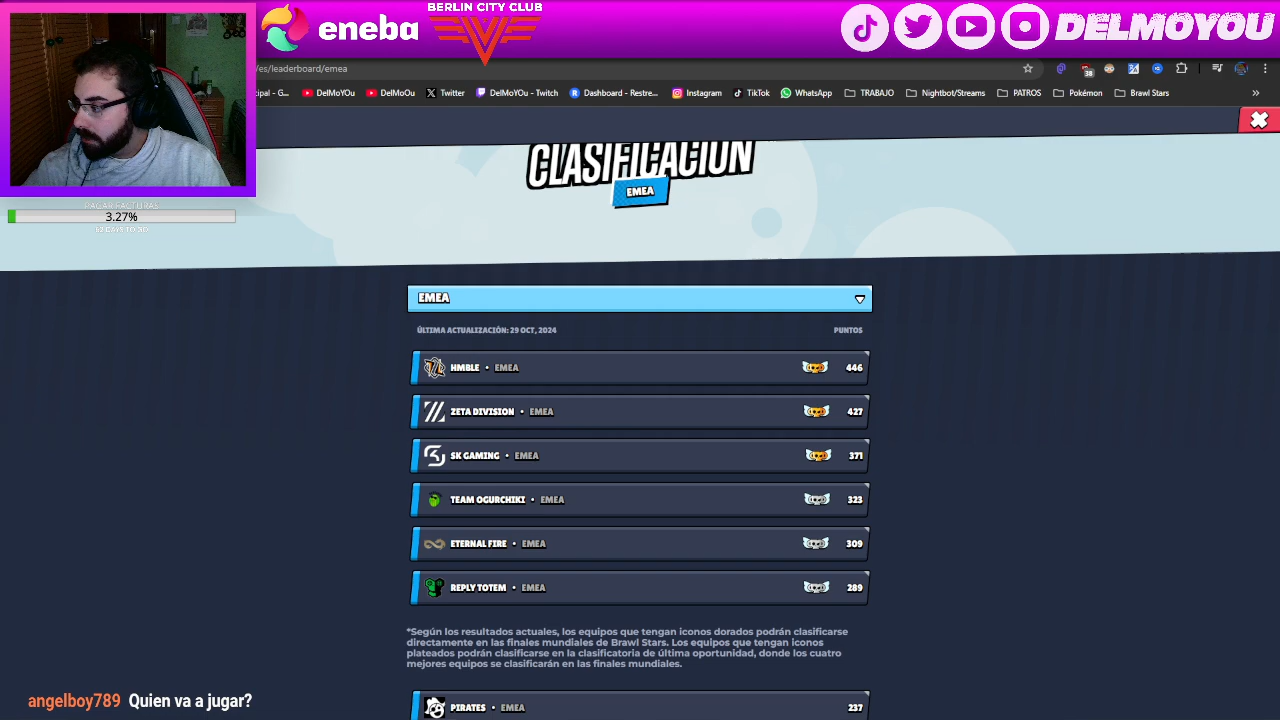 BERLIN CITY CLUB
eneba
DELMOYOU
/es/leaderboard/emea
38
cipal - G...
DelMoYOu
DelMoOu
Twitter
DelMoYOu - Twitch
Dashboard - Restre...
Instagram
TikTok
WhatsApp
TRABAJO
Nightbot/Streams
PATROS
Pokémon
Brawl Stars
»
CLASIFICACIÓN
EMEA
PAGAR FACTURAS
3.27%
EMEA
ÚLTIMA ACTUALIZACIÓN: 29 OCT, 2024 PUNTOS
HMBLE • EMEA 446
ZETA DIVISION • EMEA 427
SK GAMING • EMEA 371
TEAM OGURCHIKI • EMEA 323
ETERNAL FIRE • EMEA 309
REPLY TOTEM • EMEA 289
*Según los resultados actuales, los equipos que tengan iconos dorados podrán clasificarse
directamente en las finales mundiales de Brawl Stars. Los equipos que tengan iconos
plateados podrán clasificarse en la clasificatoria de última oportunidad, donde los cuatro
mejores equipos se clasificarán en las finales mundiales.
PIRATES • EMEA 237
angelboy789 Quien va a jugar?